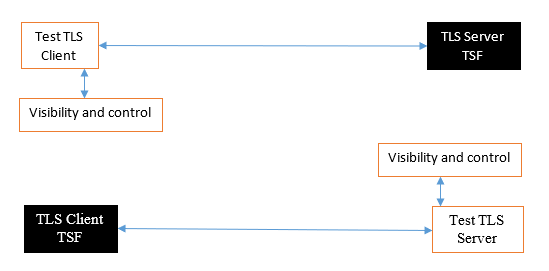 Test TLS
Client
TLS Server
TSF
Visibility and control
Visibility and control
TLS Client
TSF
Test TLS
Server